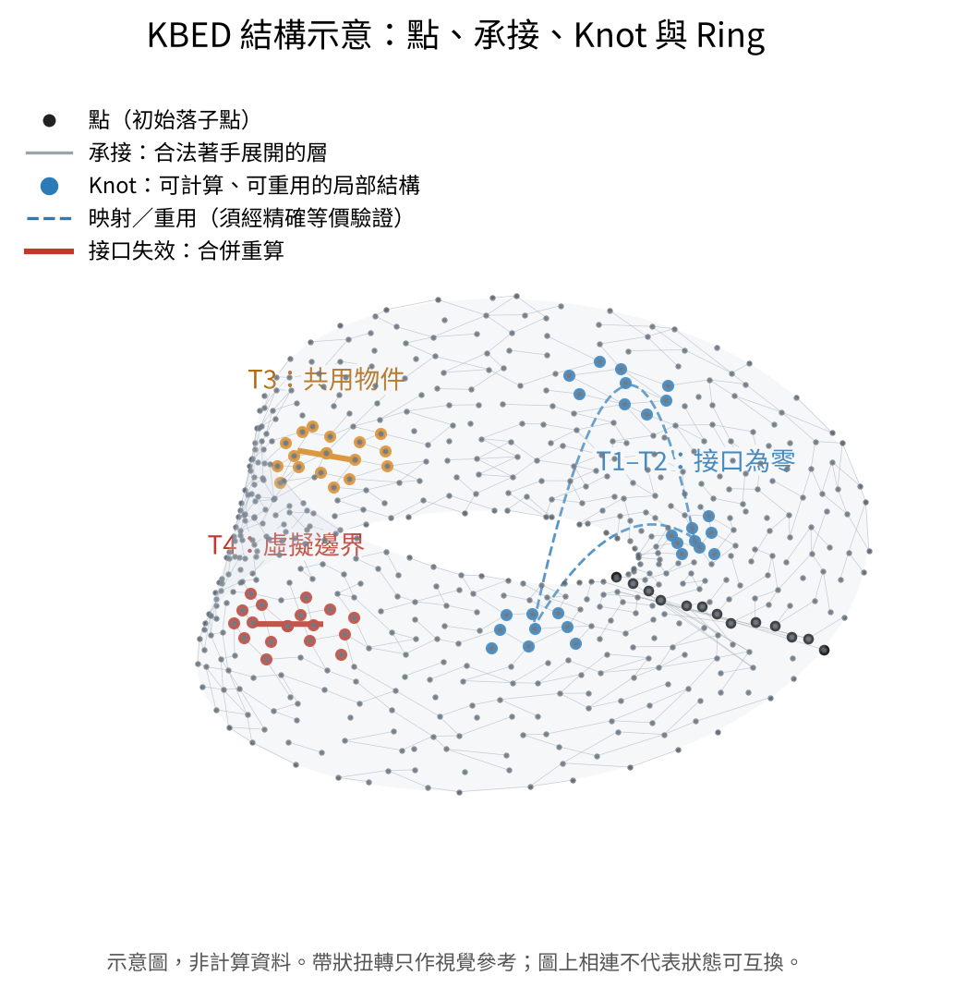 KBED 結構示意：點、承接、Knot 與 Ring
點（初始落子點）
承接：合法著手展開的層
Knot：可計算、可重用的局部結構
映射／重用（須經精確等價驗證）
接口失效：合併重算
T3：共用物件
T1–T2：接口為零
T4：虛擬邊界
示意圖，非計算資料。帶狀扭轉只作視覺參考；圖上相連不代表狀態可互換。